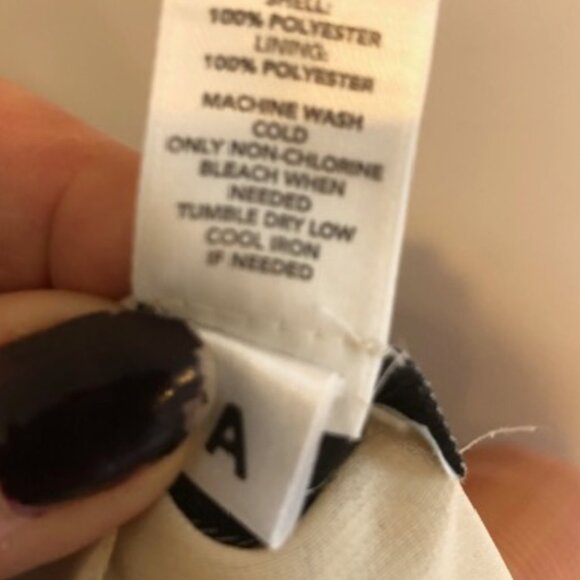 SHELL:
100% POLYESTER
LINING:
100% POLYESTER
MACHINE WASH
COLD
ONLY NON-CHLORINE
BLEACH WHEN
NEEDED
TUMBLE DRY LOW
COOL IRON
IF NEEDED
A